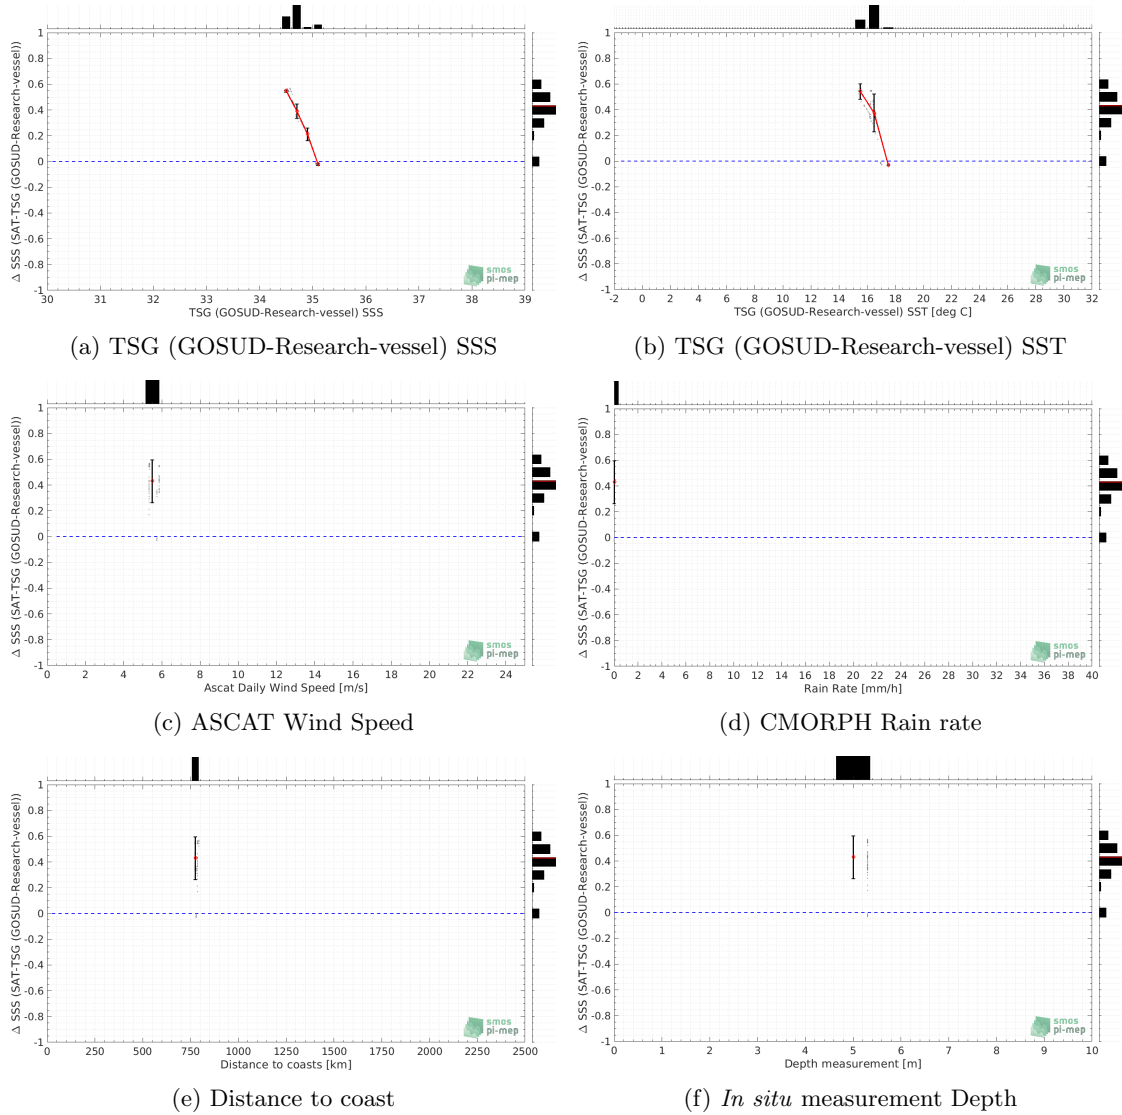 1
0.8
0.6
0.4
0.2
0
-0.2
-0.4
-0.6
-0.8
-1
Δ SSS (SAT-TSG (GOSUD-Research-vessel))
30 31 32 33 34 35 36 37 38 39
TSG (GOSUD-Research-vessel) SSS
smos
pi-mep
(a) TSG (GOSUD-Research-vessel) SSS
1
0.8
0.6
0.4
0.2
0
-0.2
-0.4
-0.6
-0.8
-1
Δ SSS (SAT-TSG (GOSUD-Research-vessel))
-2 0 2 4 6 8 10 12 14 16 18 20 22 24 26 28 30 32
TSG (GOSUD-Research-vessel) SST [deg C]
smos
pi-mep
(b) TSG (GOSUD-Research-vessel) SST
1
0.8
0.6
0.4
0.2
0
-0.2
-0.4
-0.6
-0.8
-1
Δ SSS (SAT-TSG (GOSUD-Research-vessel))
0 2 4 6 8 10 12 14 16 18 20 22 24
Ascat Daily Wind Speed [m/s]
smos
pi-mep
(c) ASCAT Wind Speed
1
0.8
0.6
0.4
0.2
0
-0.2
-0.4
-0.6
-0.8
-1
Δ SSS (SAT-TSG (GOSUD-Research-vessel))
0 2 4 6 8 10 12 14 16 18 20 22 24 26 28 30 32 34 36 38 40
Rain Rate [mm/h]
smos
pi-mep
(d) CMORPH Rain rate
1
0.8
0.6
0.4
0.2
0
-0.2
-0.4
-0.6
-0.8
-1
Δ SSS (SAT-TSG (GOSUD-Research-vessel))
0 250 500 750 1000 1250 1500 1750 2000 2250 2500
Distance to coasts [km]
smos
pi-mep
(e) Distance to coast
1
0.8
0.6
0.4
0.2
0
-0.2
-0.4
-0.6
-0.8
-1
Δ SSS (SAT-TSG (GOSUD-Research-vessel))
0 1 2 3 4 5 6 7 8 9 10
Depth measurement [m]
smos
pi-mep
(f) In situ measurement Depth